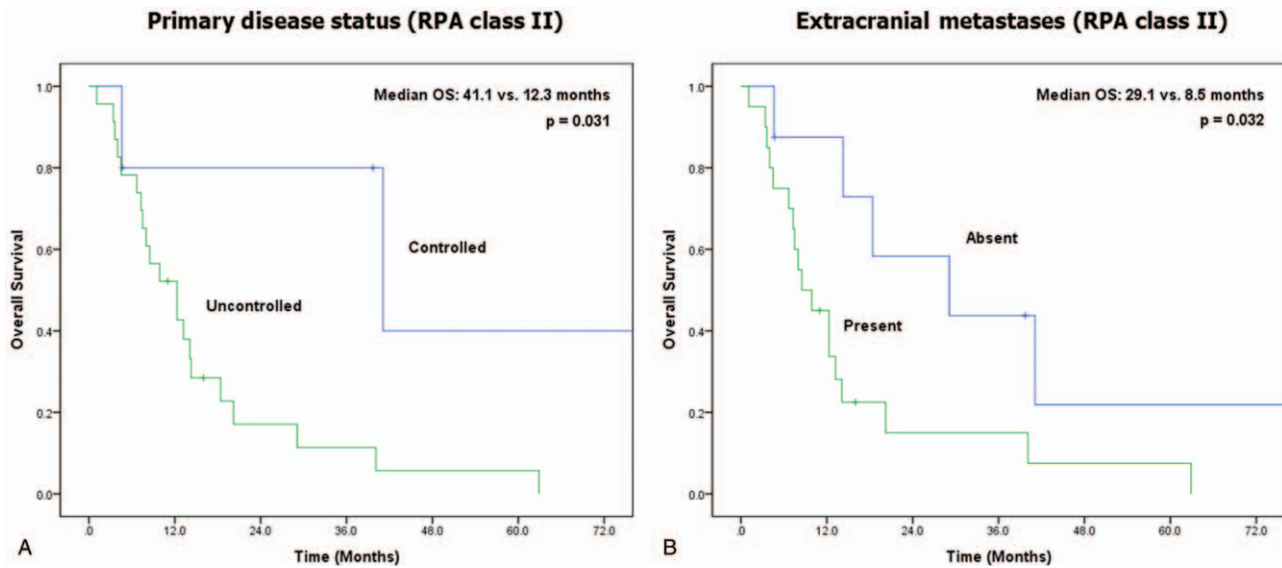 Primary disease status (RPA class II)
Median OS: 41.1 vs. 12.3 months
p = 0.031
1.0
0.8
0.6
0.4
0.2
0.0
Overall Survival
Controlled
Uncontrolled
.0 12.0 24.0 36.0 48.0 60.0 72.0
Time (Months)
A
Extracranial metastases (RPA class II)
Median OS: 29.1 vs. 8.5 months
p = 0.032
1.0
0.8
0.6
0.4
0.2
0.0
Overall Survival
Absent
Present
.0 12.0 24.0 36.0 48.0 60.0 72.0
Time (Months)
B